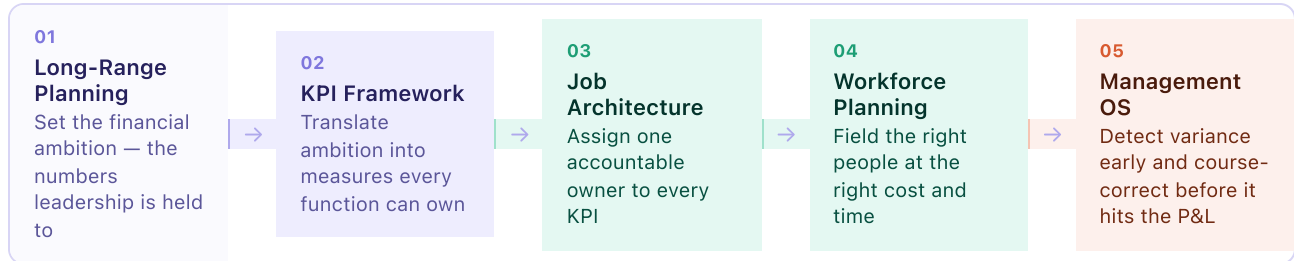 01
Long-Range
Planning
Set the financial
ambition — the
numbers
leadership is held
to
02
KPI Framework
Translate
ambition into
measures every
function can own
03
Job
Architecture
Assign one
accountable
owner to every
KPI
04
Workforce
Planning
Field the right
people at the
right cost and
time
05
Management
OS
Detect variance
early and course-
correct before it
hits the P&L